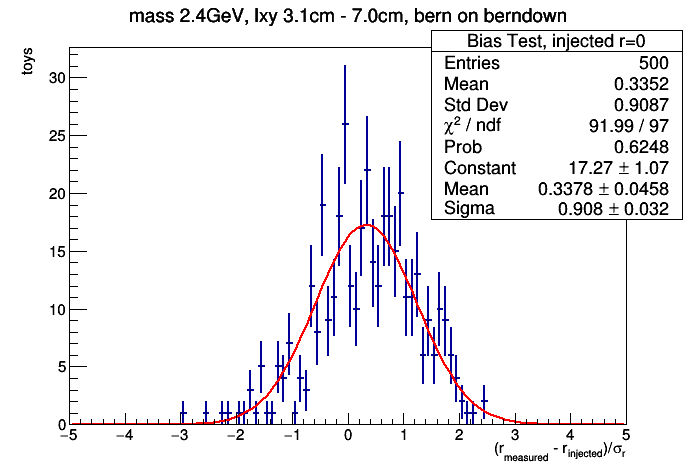 mass 2.4GeV, lxy 3.1cm - 7.0cm, bern on berndown
Bias Test, injected r=0
Entries 500
Mean 0.3352
Std Dev 0.9087
χ² / ndf 91.99 / 97
Prob 0.6248
Constant 17.27 ± 1.07
Mean 0.3378 ± 0.0458
Sigma 0.908 ± 0.032
toys
30
25
20
15
10
5
0
−5 −4 −3 −2 −1 0 1 2 3 4 5
(r_measured - r_injected)/σ_r